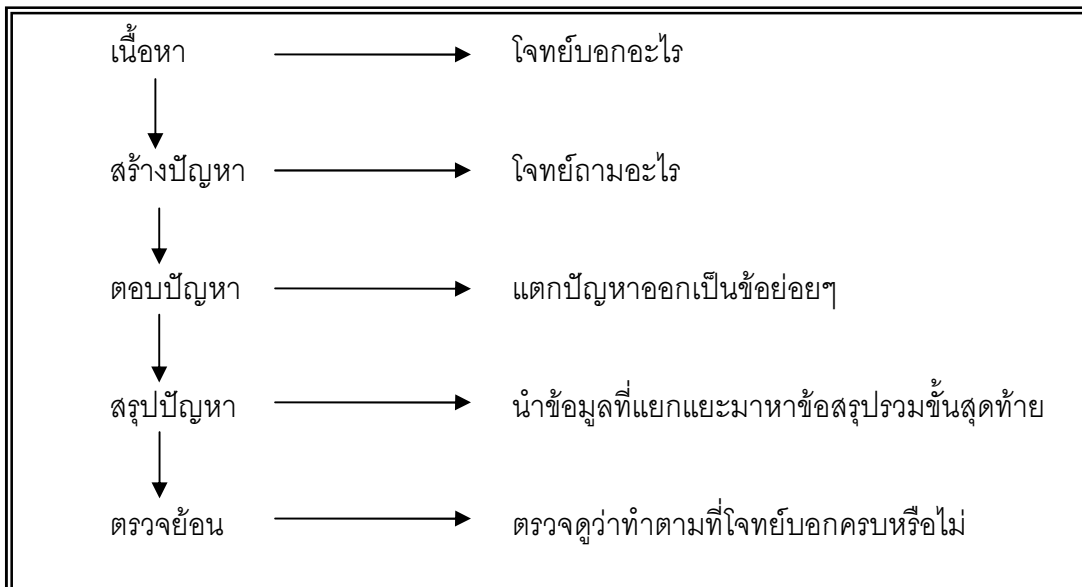 เนื้อหา โจทย์บอกอะไร
สร้างปัญหา โจทย์ถามอะไร
ตอบปัญหา แตกปัญหาออกเป็นข้อย่อยๆ
สรุปปัญหา นำข้อมูลที่แยกแยะมาหาข้อสรุปรวมขั้นสุดท้าย
ตรวจย้อน ตรวจดูว่าทำตามที่โจทย์บอกครบหรือไม่